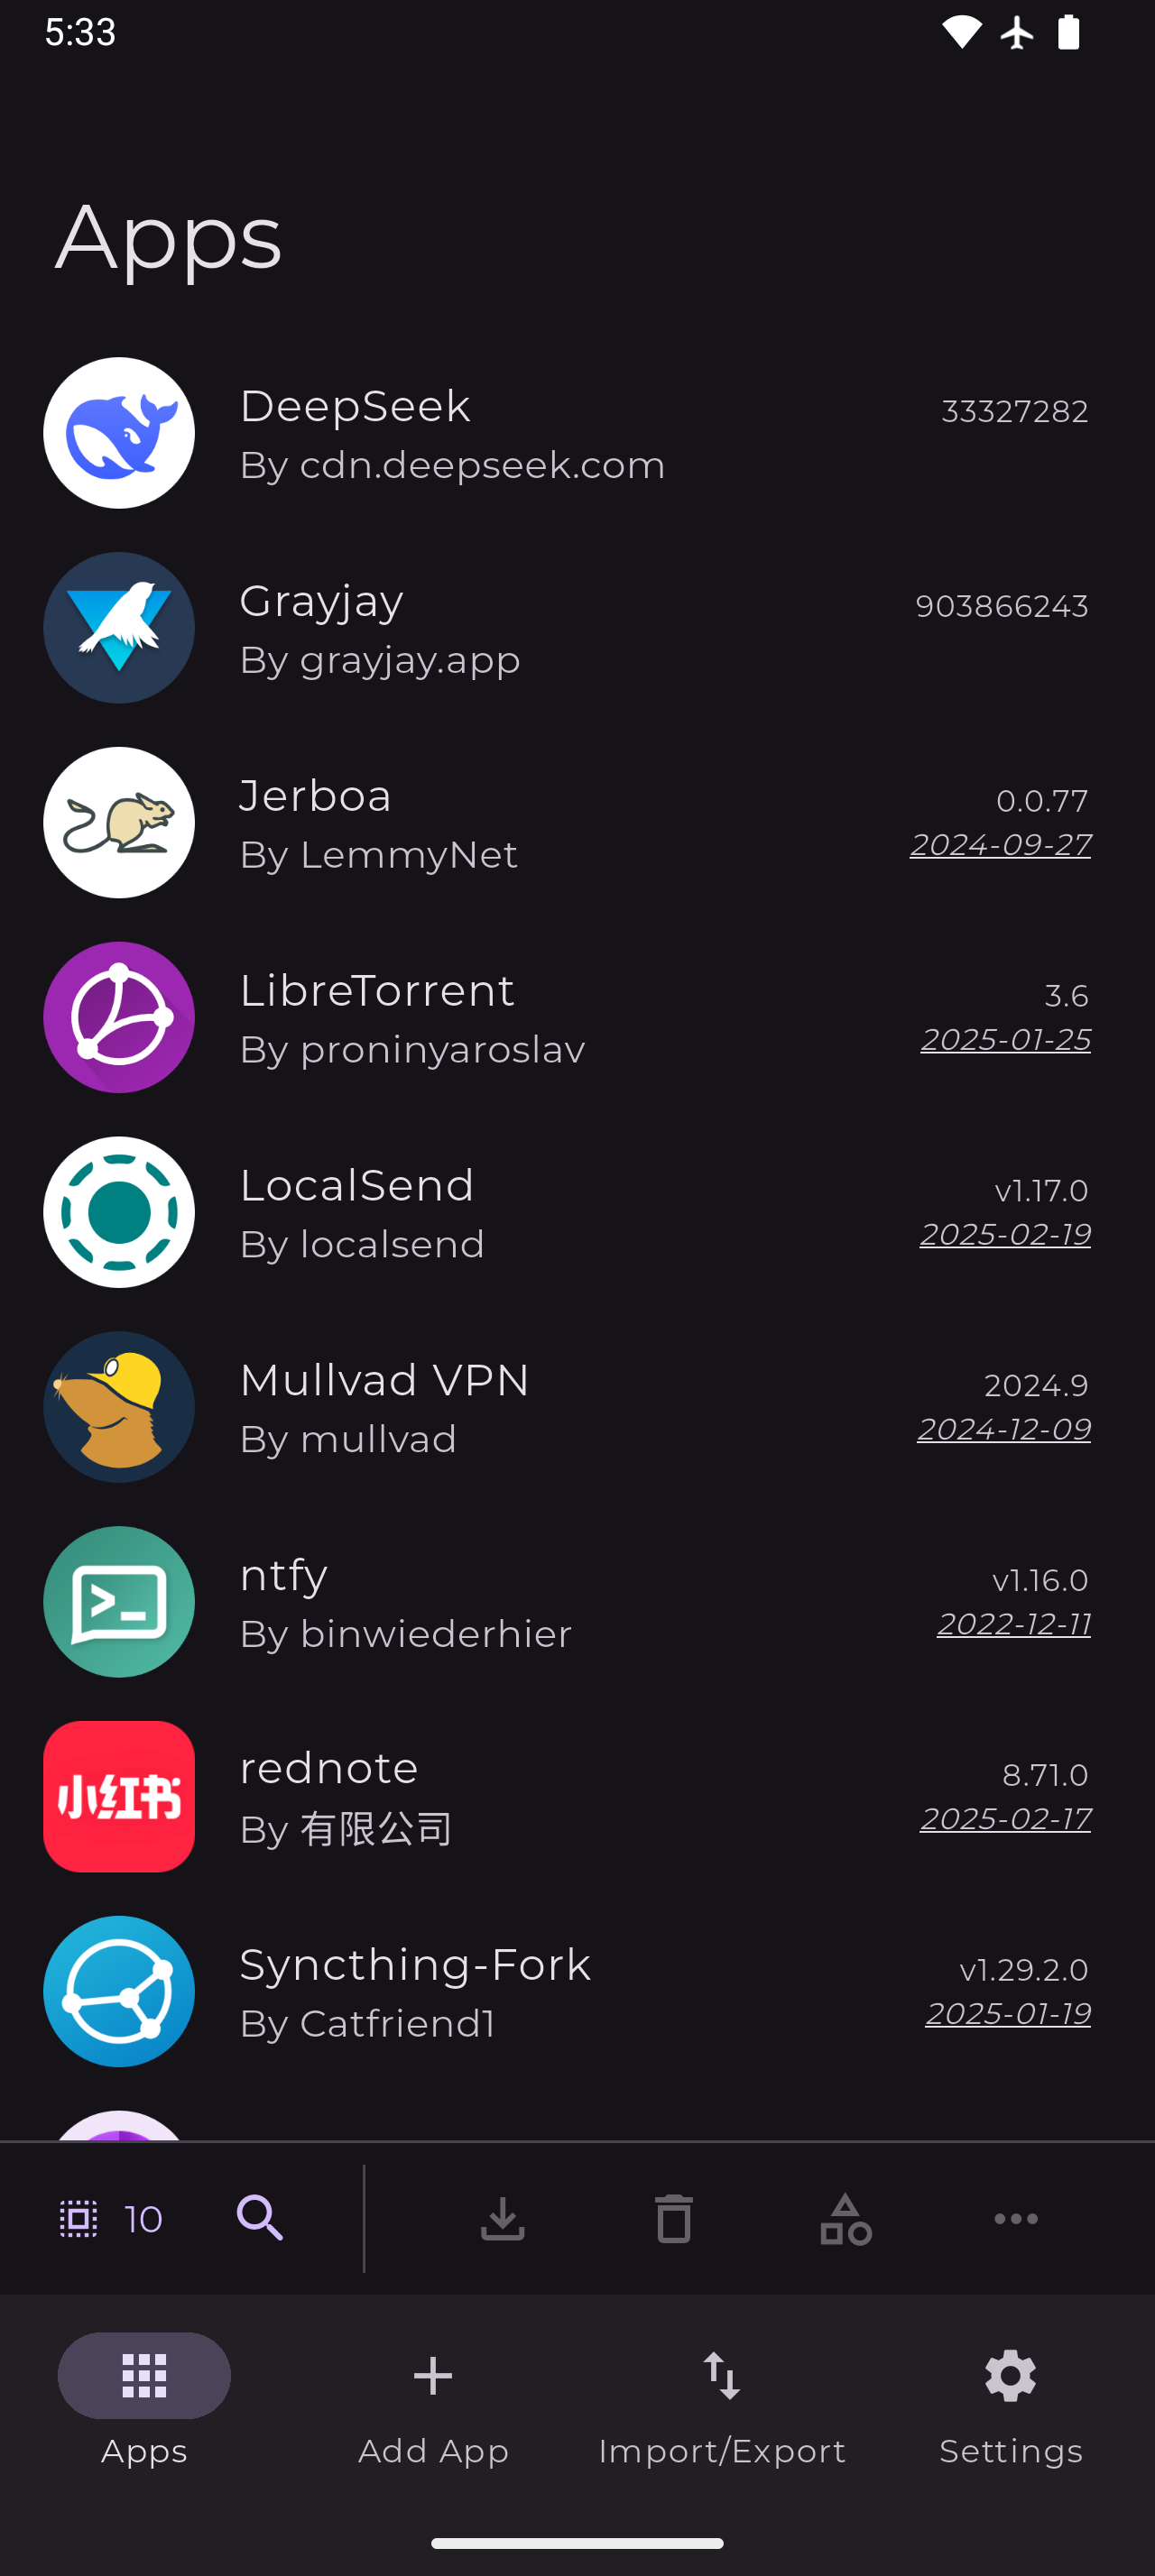 5:33
Apps
DeepSeek
33327282
By cdn.deepseek.com
Grayjay
903866243
By grayjay.app
Jerboa
0.0.77
By LemmyNet
2024-09-27
LibreTorrent
3.6
By proninyaroslav
2025-01-25
LocalSend
v1.17.0
By localsend
2025-02-19
Mullvad VPN
2024.9
By mullvad
2024-12-09
ntfy
v1.16.0
By binwiederhier
2022-12-11
小红书
rednote
8.71.0
By 有限公司
2025-02-17
Syncthing-Fork
v1.29.2.0
By Catfriend1
2025-01-19
10
Apps
Add App
Import/Export
Settings